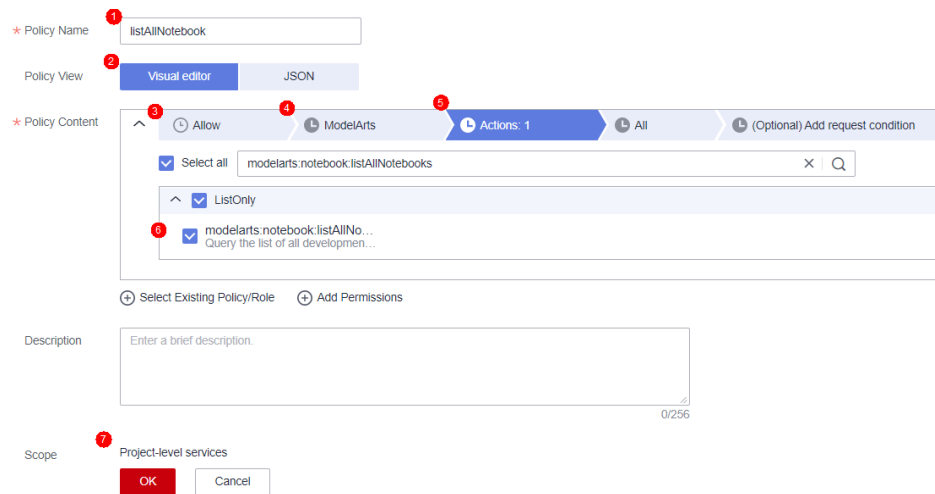 1
* Policy Name listAllNotebook
2
Policy View Visual editor JSON
* Policy Content 3 Allow 4 ModelArts 5 Actions: 1 All (Optional) Add request condition
Select all modelarts:notebook:listAllNotebooks
ListOnly
6 modelarts:notebook:listAllNo...
Query the list of all developmen...
Select Existing Policy/Role Add Permissions
Description Enter a brief description.
0/256
7
Scope Project-level services
OK Cancel